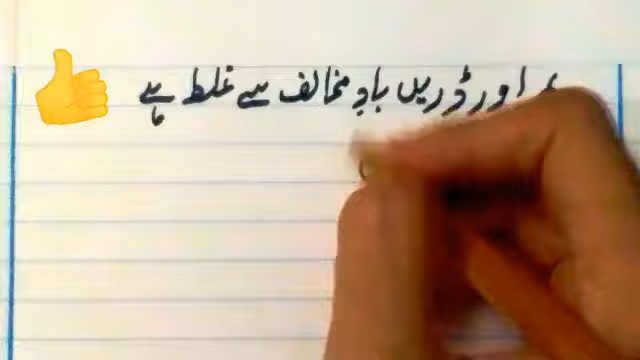 اور ڈریں بادِ مخالف سے غلط ہے